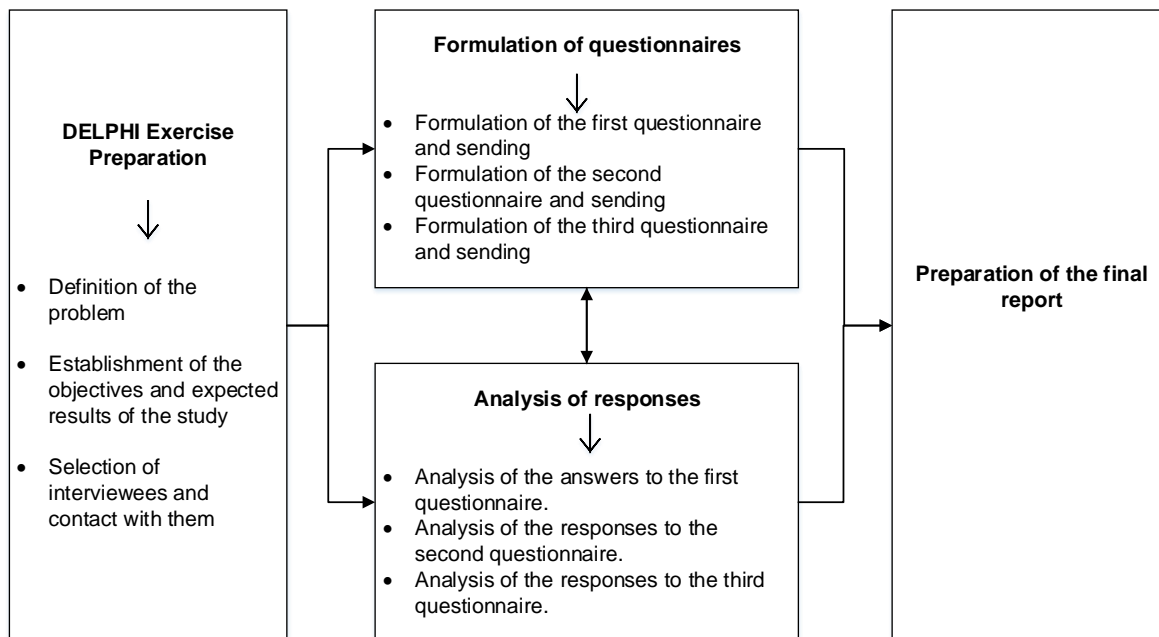 DELPHI Exercise
Preparation
• Definition of the
problem
• Establishment of the
objectives and expected
results of the study
• Selection of
interviewees and
contact with them
Formulation of questionnaires
• Formulation of the first questionnaire
and sending
• Formulation of the second
questionnaire and sending
• Formulation of the third questionnaire
and sending
Analysis of responses
• Analysis of the answers to the first
questionnaire.
• Analysis of the responses to the
second questionnaire.
• Analysis of the responses to the third
questionnaire.
Preparation of the final
report